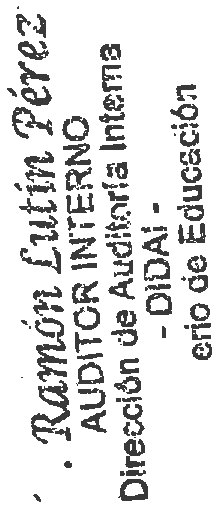 Ramón Lutín Pérez
AUDITOR INTERNO
Dirección de Auditoría Interna
- DIDAI -
erio de Educación